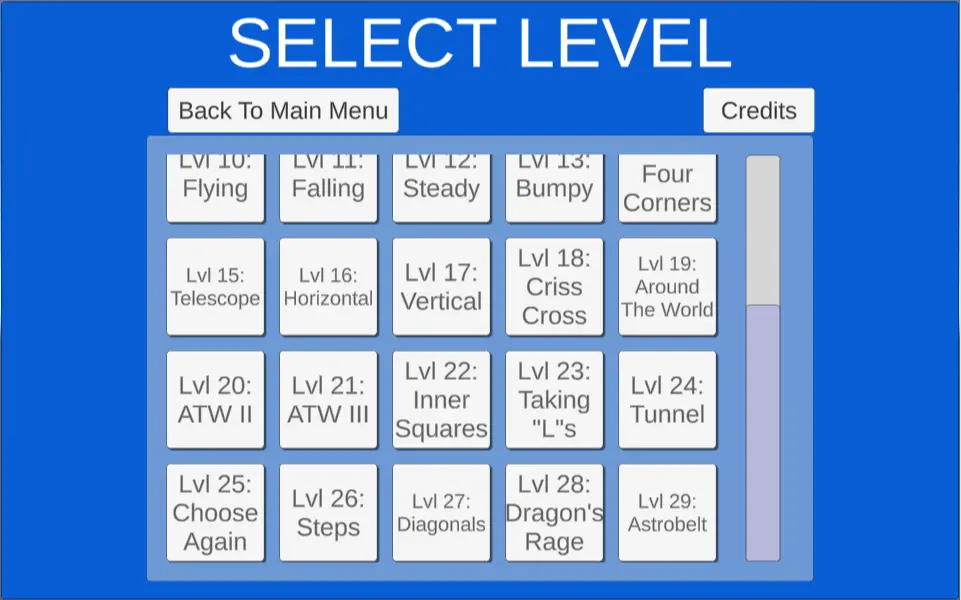 SELECT LEVEL
Back To Main Menu
Credits
Lvl 10:
Flying
Lvl 11:
Falling
Lvl 12:
Steady
Lvl 13:
Bumpy
Four
Corners
Lvl 15:
Telescope
Lvl 16:
Horizontal
Lvl 17:
Vertical
Lvl 18:
Criss
Cross
Lvl 19:
Around
The World
Lvl 20:
ATW II
Lvl 21:
ATW III
Lvl 22:
Inner
Squares
Lvl 23:
Taking
"L"s
Lvl 24:
Tunnel
Lvl 25:
Choose
Again
Lvl 26:
Steps
Lvl 27:
Diagonals
Lvl 28:
Dragon's
Rage
Lvl 29:
Astrobelt